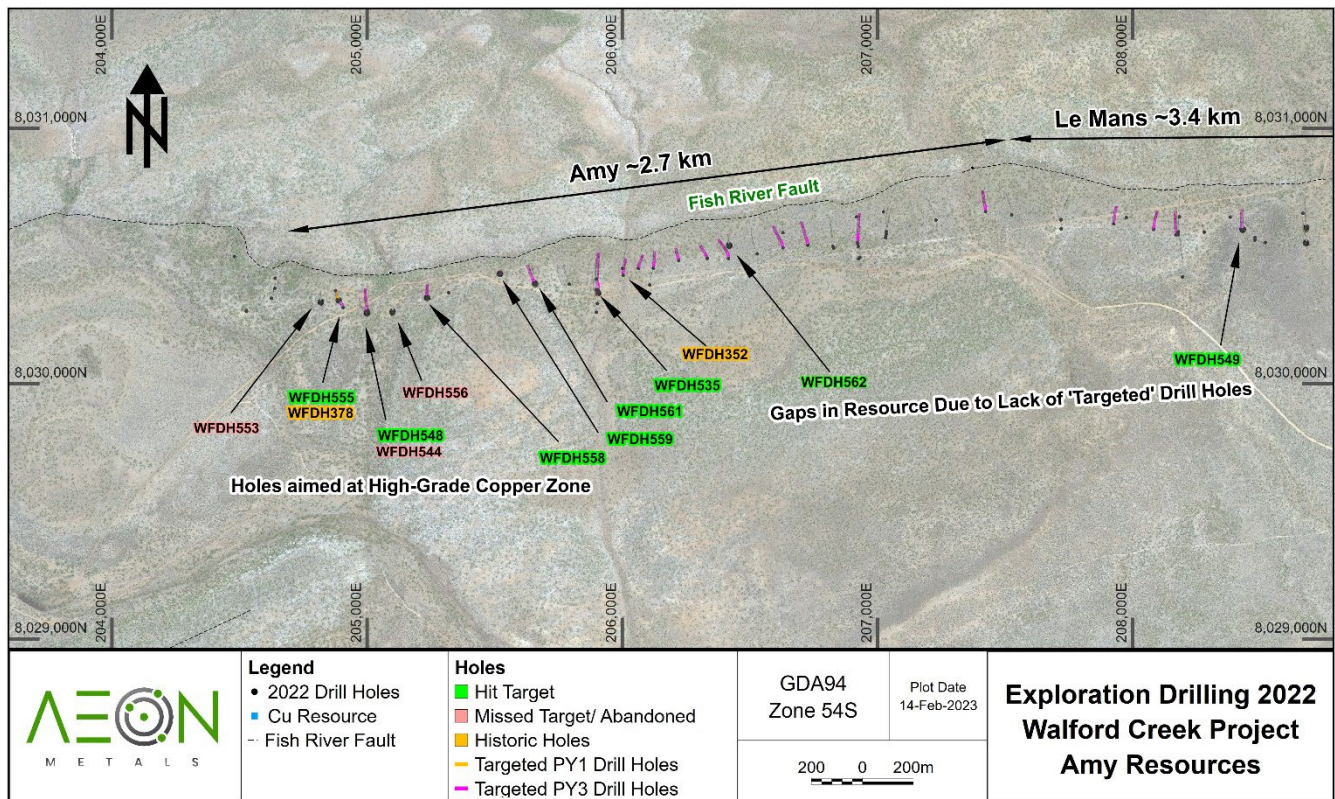 204,000E
205,000E
206,000E
207,000E
208,000E
8,031,000N
8,031,000N
N
Le Mans ~3.4 km
Amy ~2.7 km
Fish River Fault
WFDH352
WFDH549
8,030,000N
8,030,000N
WFDH535
WFDH562
WFDH555
WFDH556
WFDH378
WFDH561
Gaps in Resource Due to Lack of 'Targeted' Drill Holes
WFDH553
WFDH548
WFDH559
WFDH544
WFDH558
Holes aimed at High-Grade Copper Zone
204,000E
205,000E
206,000E
207,000E
208,000E
8,029,000N
8,029,000N
AEON
METALS
Legend
2022 Drill Holes
Cu Resource
Fish River Fault
Holes
Hit Target
Missed Target/ Abandoned
Historic Holes
Targeted PY1 Drill Holes
Targeted PY3 Drill Holes
GDA94
Zone 54S
Plot Date
14-Feb-2023
200 0 200m
Exploration Drilling 2022
Walford Creek Project
Amy Resources